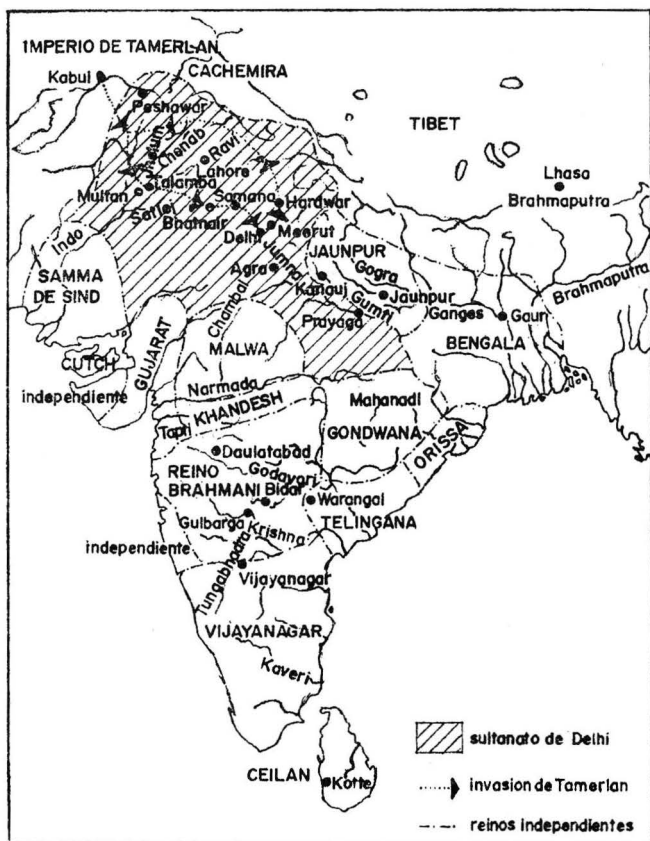 IMPERIO DE TAMERLAN
Kabul
CACHEMIRA
Peshawar
TIBET
Jhelum
Chenab
Ravi
Lahore
Lhasa
Brahmaputra
Multan
Talamba
Samana
Hardwar
Bhatnair
Delhi
Meerut
Indo
JAUNPUR
Gogra
SAMMA
DE SIND
Agra
Jumna
Kanauj
Jauhpur
Gumti
Brahmaputra
Chambal
Prayaga
Ganges
Gaur
BENGALA
GUJARAT
MALWA
CUTCH
independiente
Narmada
Mahanadi
Tapti
KHANDESH
GONDWANA
ORISSA
Daulatabad
REINO
BRAHMANI
Godavari
Bidar
Warangal
Gulbarga
Krishna
TELINGANA
independiente
Tungabhadra
Vijayanagar
VIJAYANAGAR
Kaveri
CEILAN
Kotte
sultanato de Delhi
invasion de Tamerlan
reinos independientes